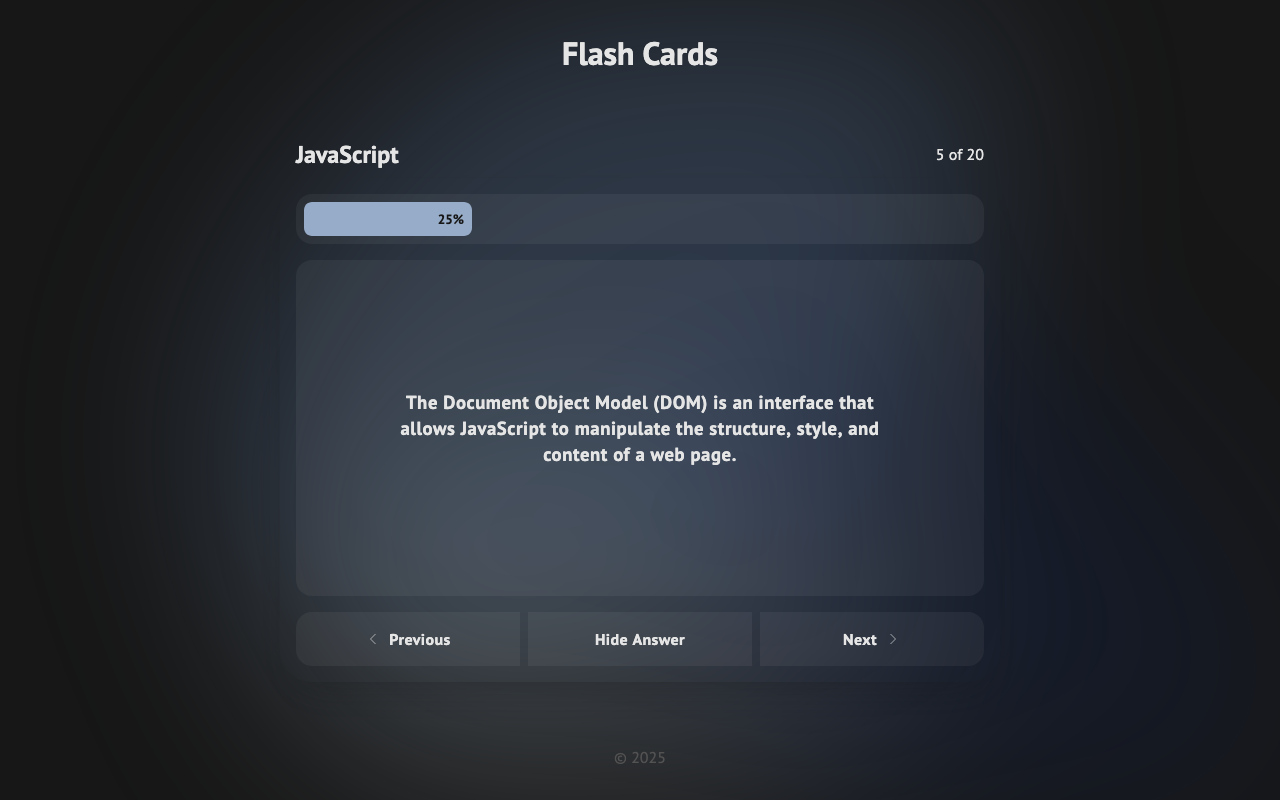 Flash Cards
JavaScript
5 of 20
25%
The Document Object Model (DOM) is an interface that
allows JavaScript to manipulate the structure, style, and
content of a web page.
Previous
Hide Answer
Next
© 2025